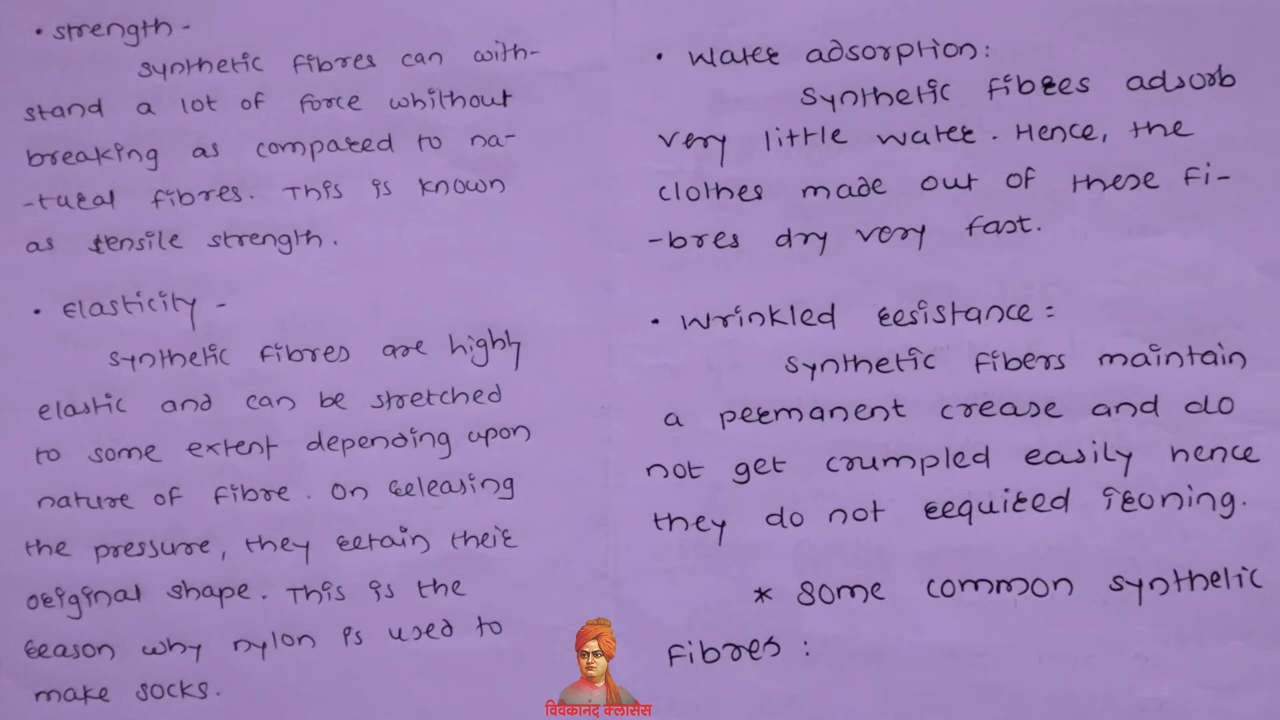 • strength -
synthetic fibres can with-
stand a lot of force whilthout
breaking as compared to na-
-tural fibres. This is known
as tensile strength.
• Elasticity -
synthetic fibres are highly
elastic and can be stretched
to some extent depending upon
nature of fibre. On releasing
the pressure, they retain their
original shape. This is the
reason why nylon is used to
make socks.
• Water adsorption:
Synthetic fibres adsorb
very little water. Hence, the
clothes made out of these fi-
-bres dry very fast.
• Wrinkled resistance:
Synthetic fibers maintain
a permanent crease and do
not get crumpled easily hence
they do not required ironing.
* Some common synthetic
fibres:
विवेकानंद क्लासेस